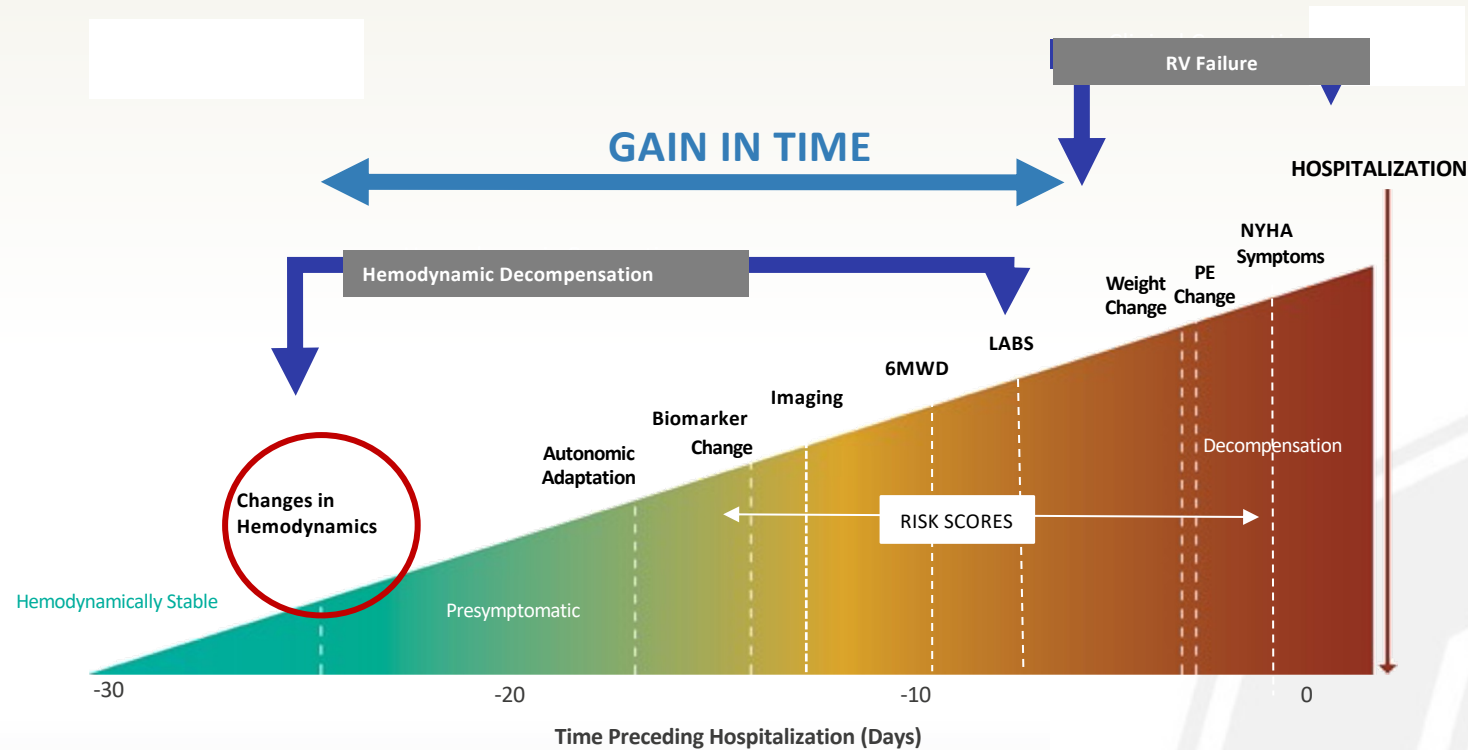 RV Failure
GAIN IN TIME
HOSPITALIZATION
NYHA
Symptoms
Hemodynamic Decompensation
PE
Change
Weight
Change
LABS
6MWD
Imaging
Biomarker
Change
Autonomic
Adaptation
Decompensation
Changes in
Hemodynamics
RISK SCORES
Hemodynamically Stable
Presymptomatic
-30
-20
-10
0
Time Preceding Hospitalization (Days)